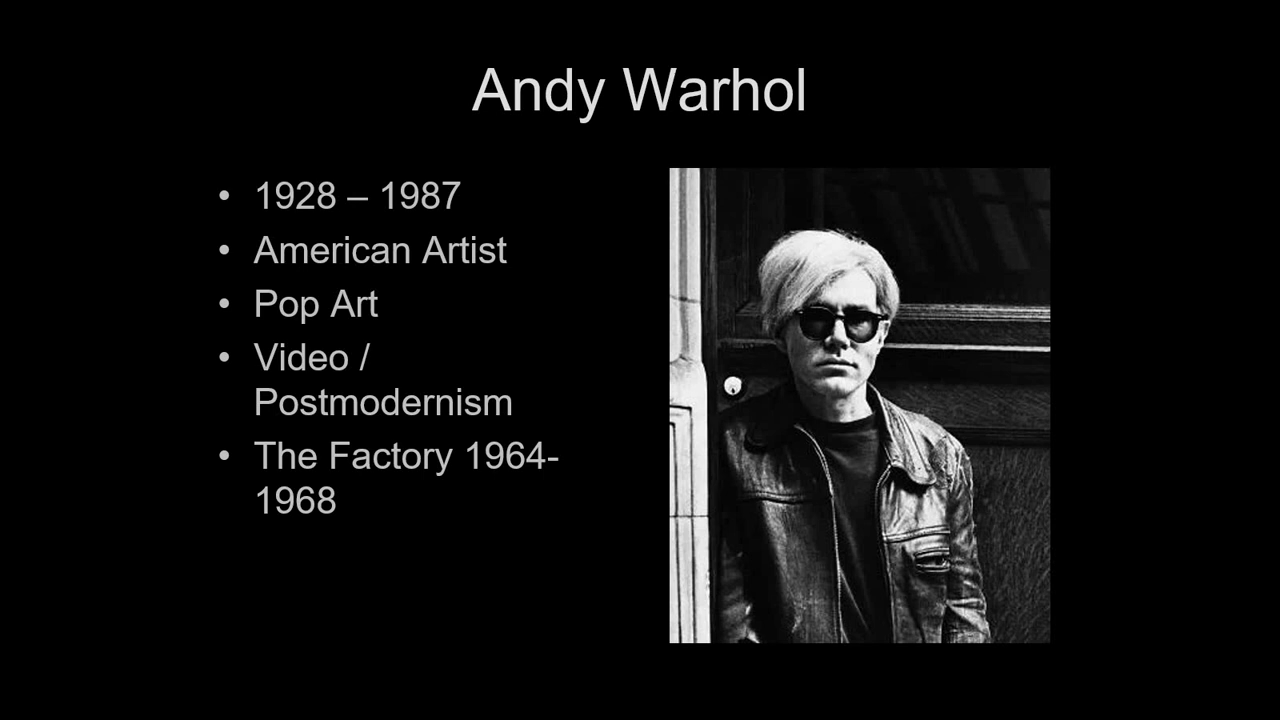 Andy Warhol
• 1928 – 1987
• American Artist
• Pop Art
• Video /
Postmodernism
• The Factory 1964-
1968